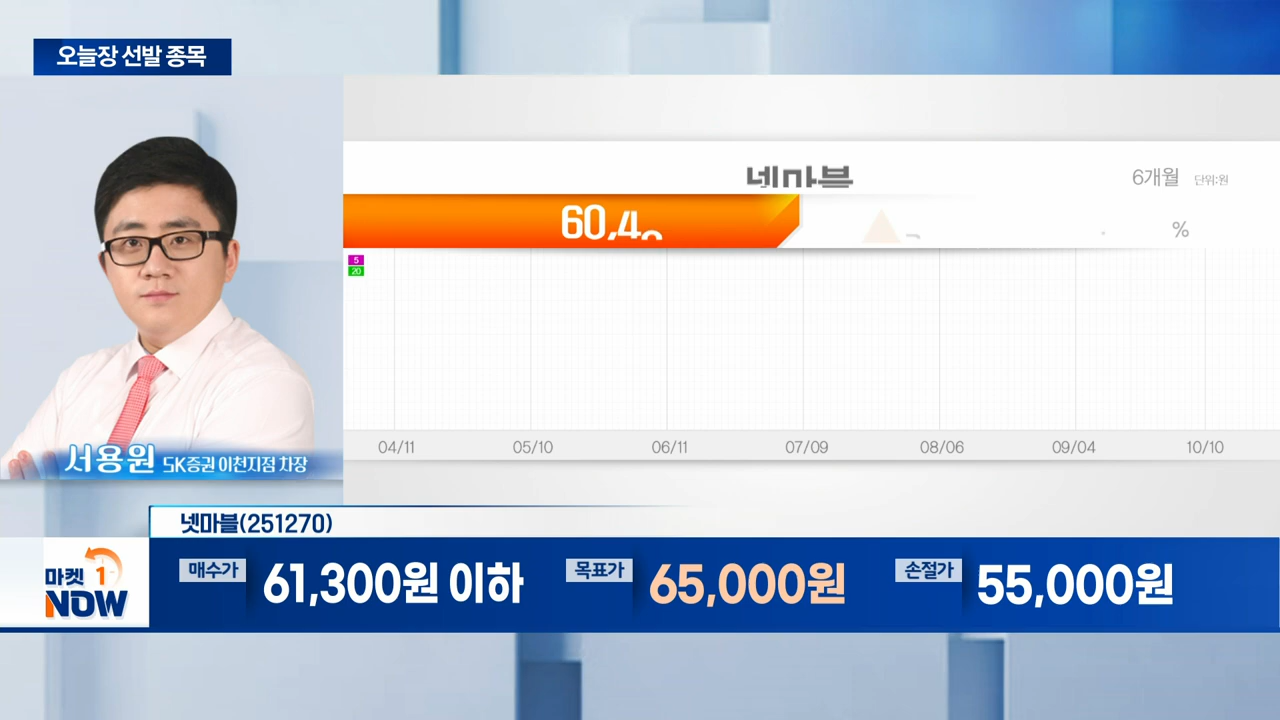 오늘장 선발 종목
넷마블
6개월 단위:원
60,4
%
5
20
04/11 05/10 06/11 07/09 08/06 09/04 10/10
서용원 SK증권 이천지점 차장
넷마블(251270)
마켓 1
NOW
매수가 61,300원 이하 목표가 65,000원 손절가 55,000원